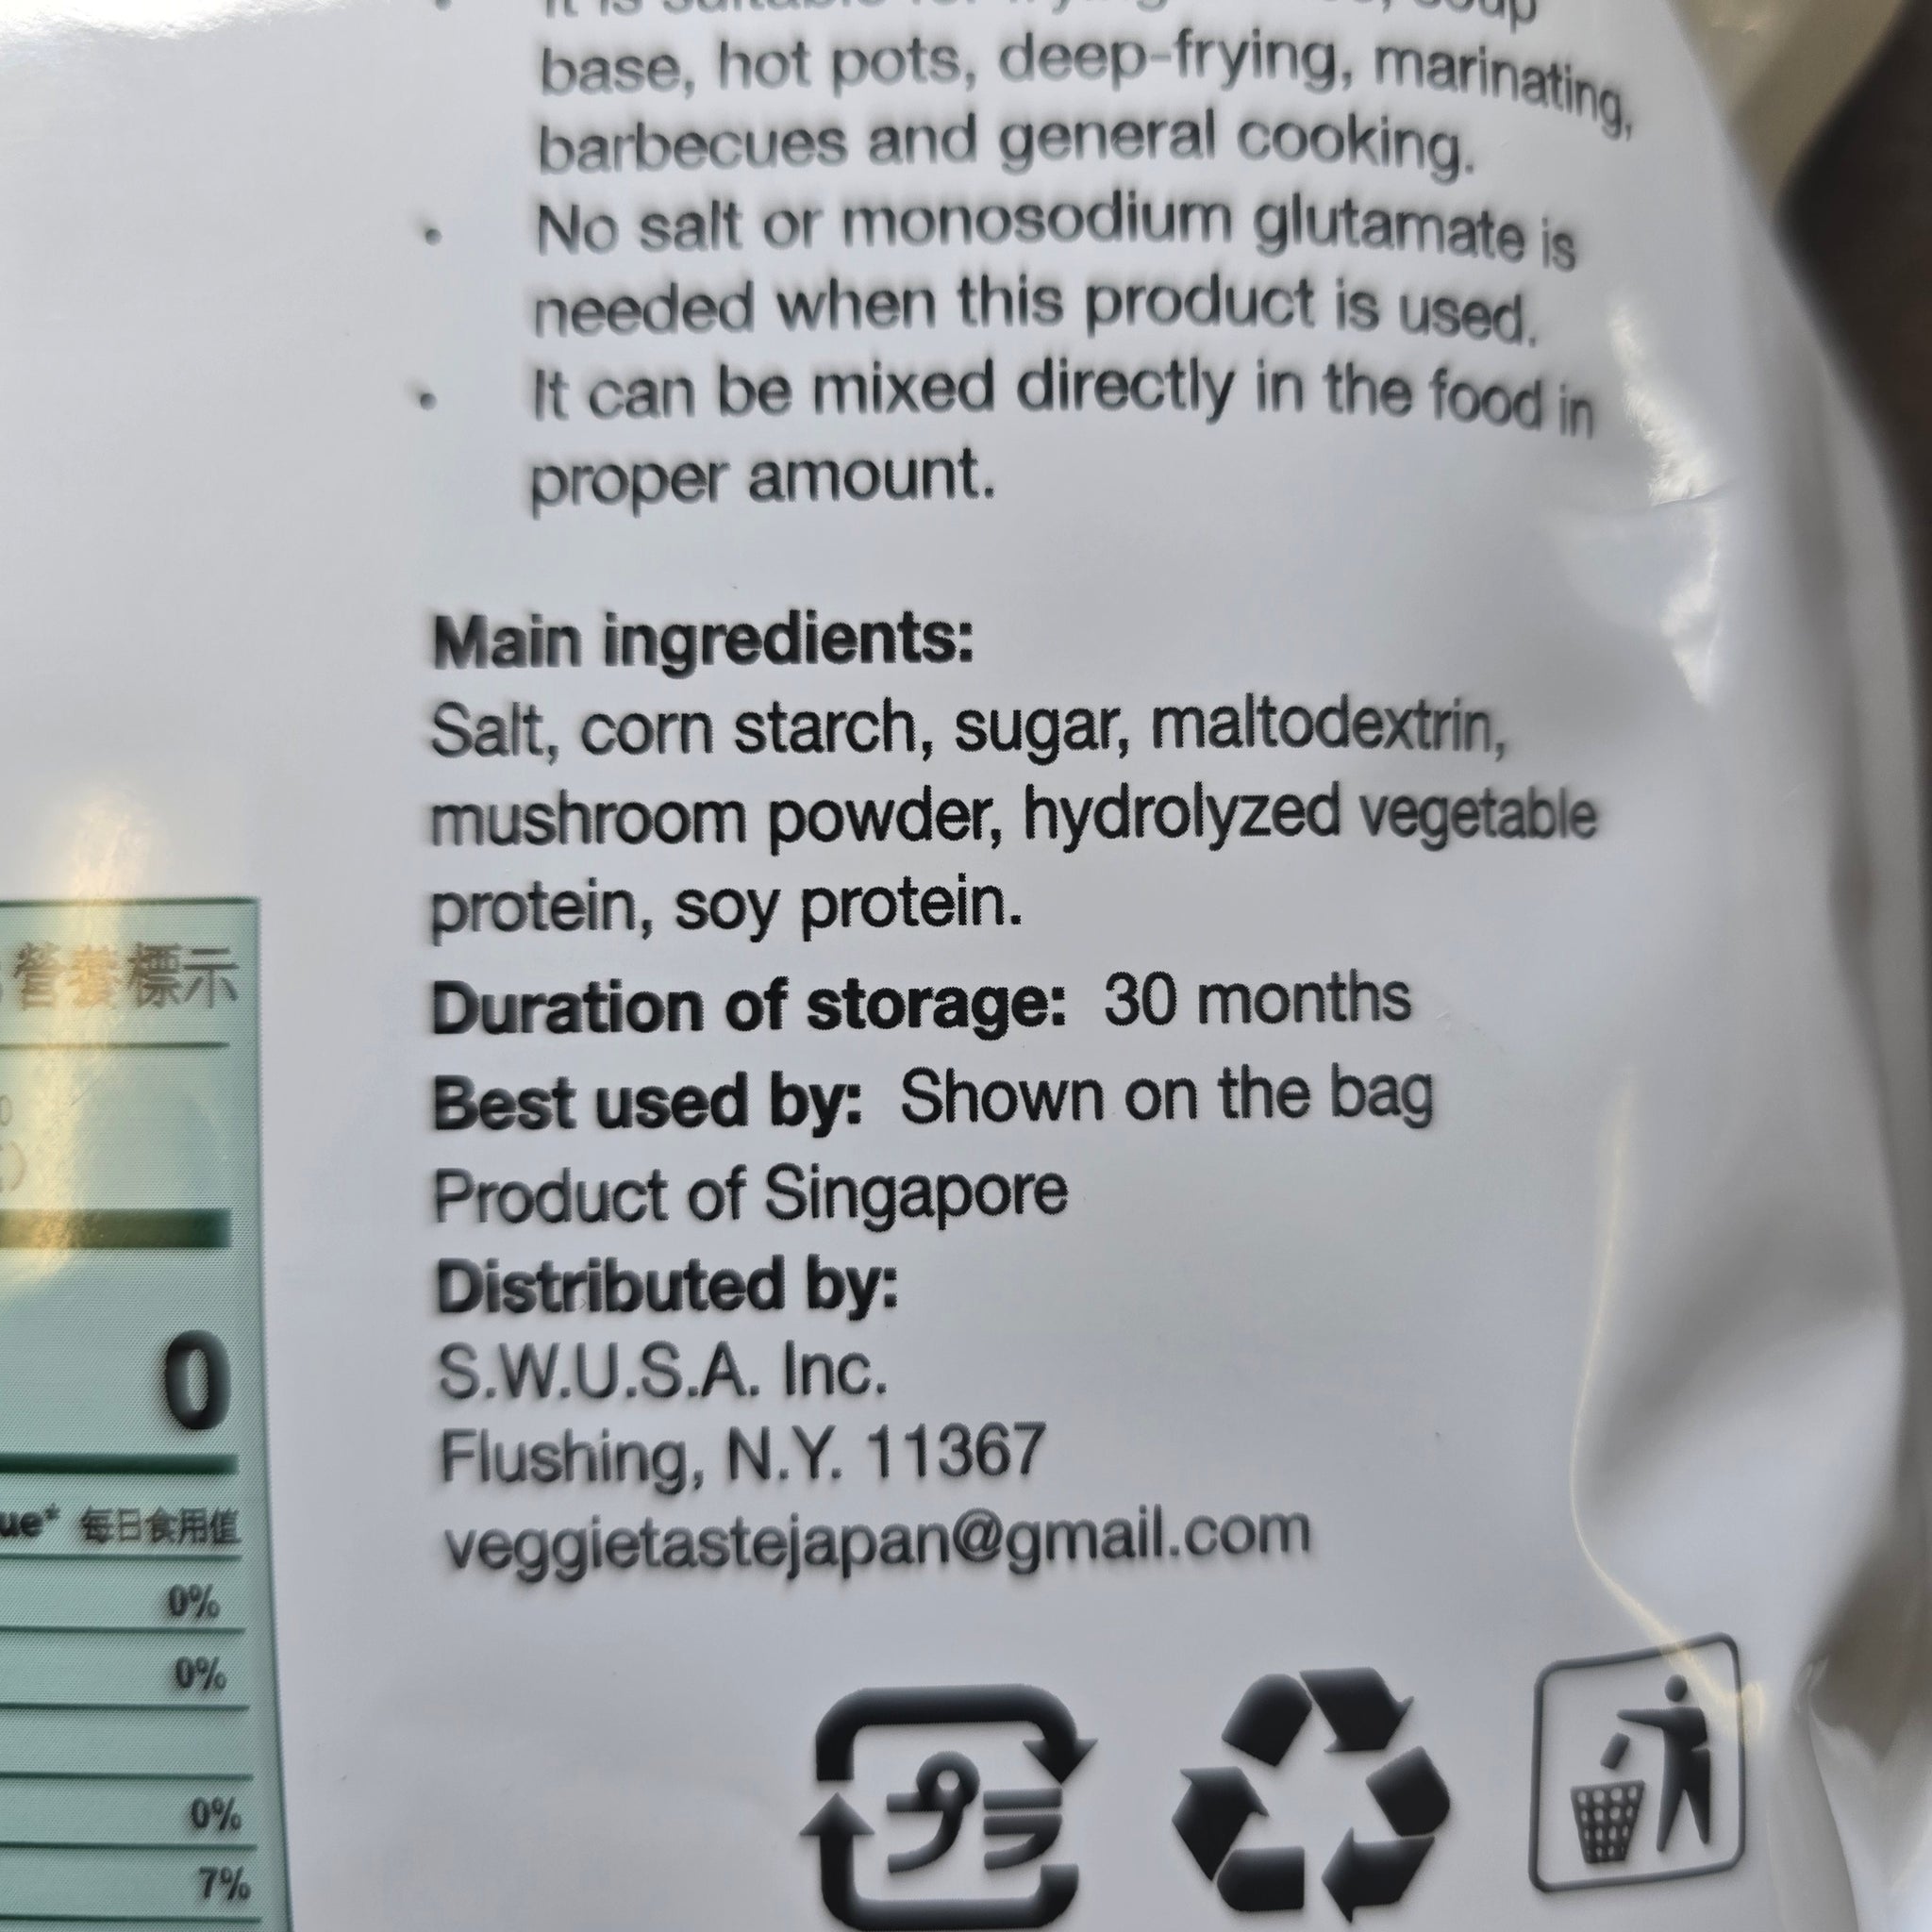 soup
base, hot pots, deep-frying, marinating,
barbecues and general cooking.
• No salt or monosodium glutamate is
needed when this product is used.
• It can be mixed directly in the food in
proper amount.
Main ingredients:
Salt, corn starch, sugar, maltodextrin,
mushroom powder, hydrolyzed vegetable
protein, soy protein.
Duration of storage: 30 months
Best used by: Shown on the bag
Product of Singapore
Distributed by:
S.W.U.S.A. Inc.
Flushing, N.Y. 11367
veggietastejapan@gmail.com
プラ
營養標示
0
ue* 每日食用值
0%
0%
0%
7%